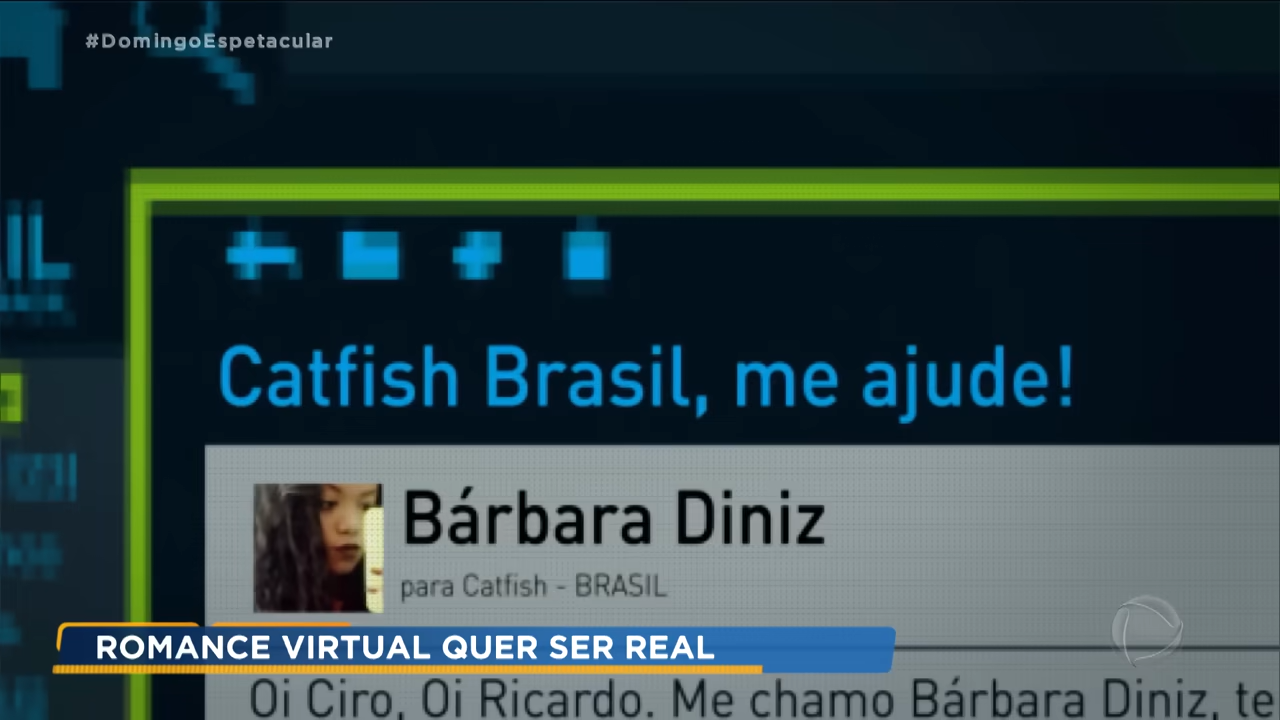 #DomingoEspetacular
Catfish Brasil, me ajude!
Bárbara Diniz
para Catfish - BRASIL
ROMANCE VIRTUAL QUER SER REAL
Oi Ciro, Oi Ricardo. Me chamo Bárbara Diniz, te